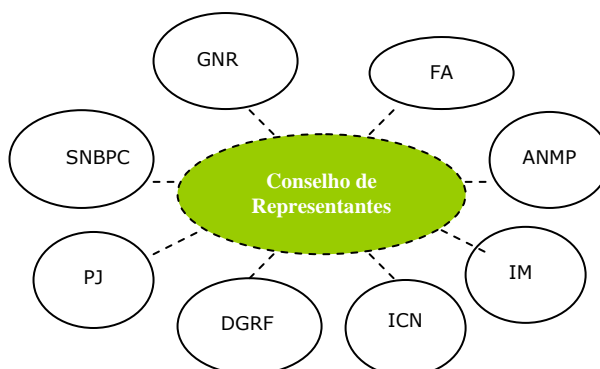 GNR
FA
SNBPC
ANMP
Conselho de
Representantes
PJ
IM
DGRF
ICN